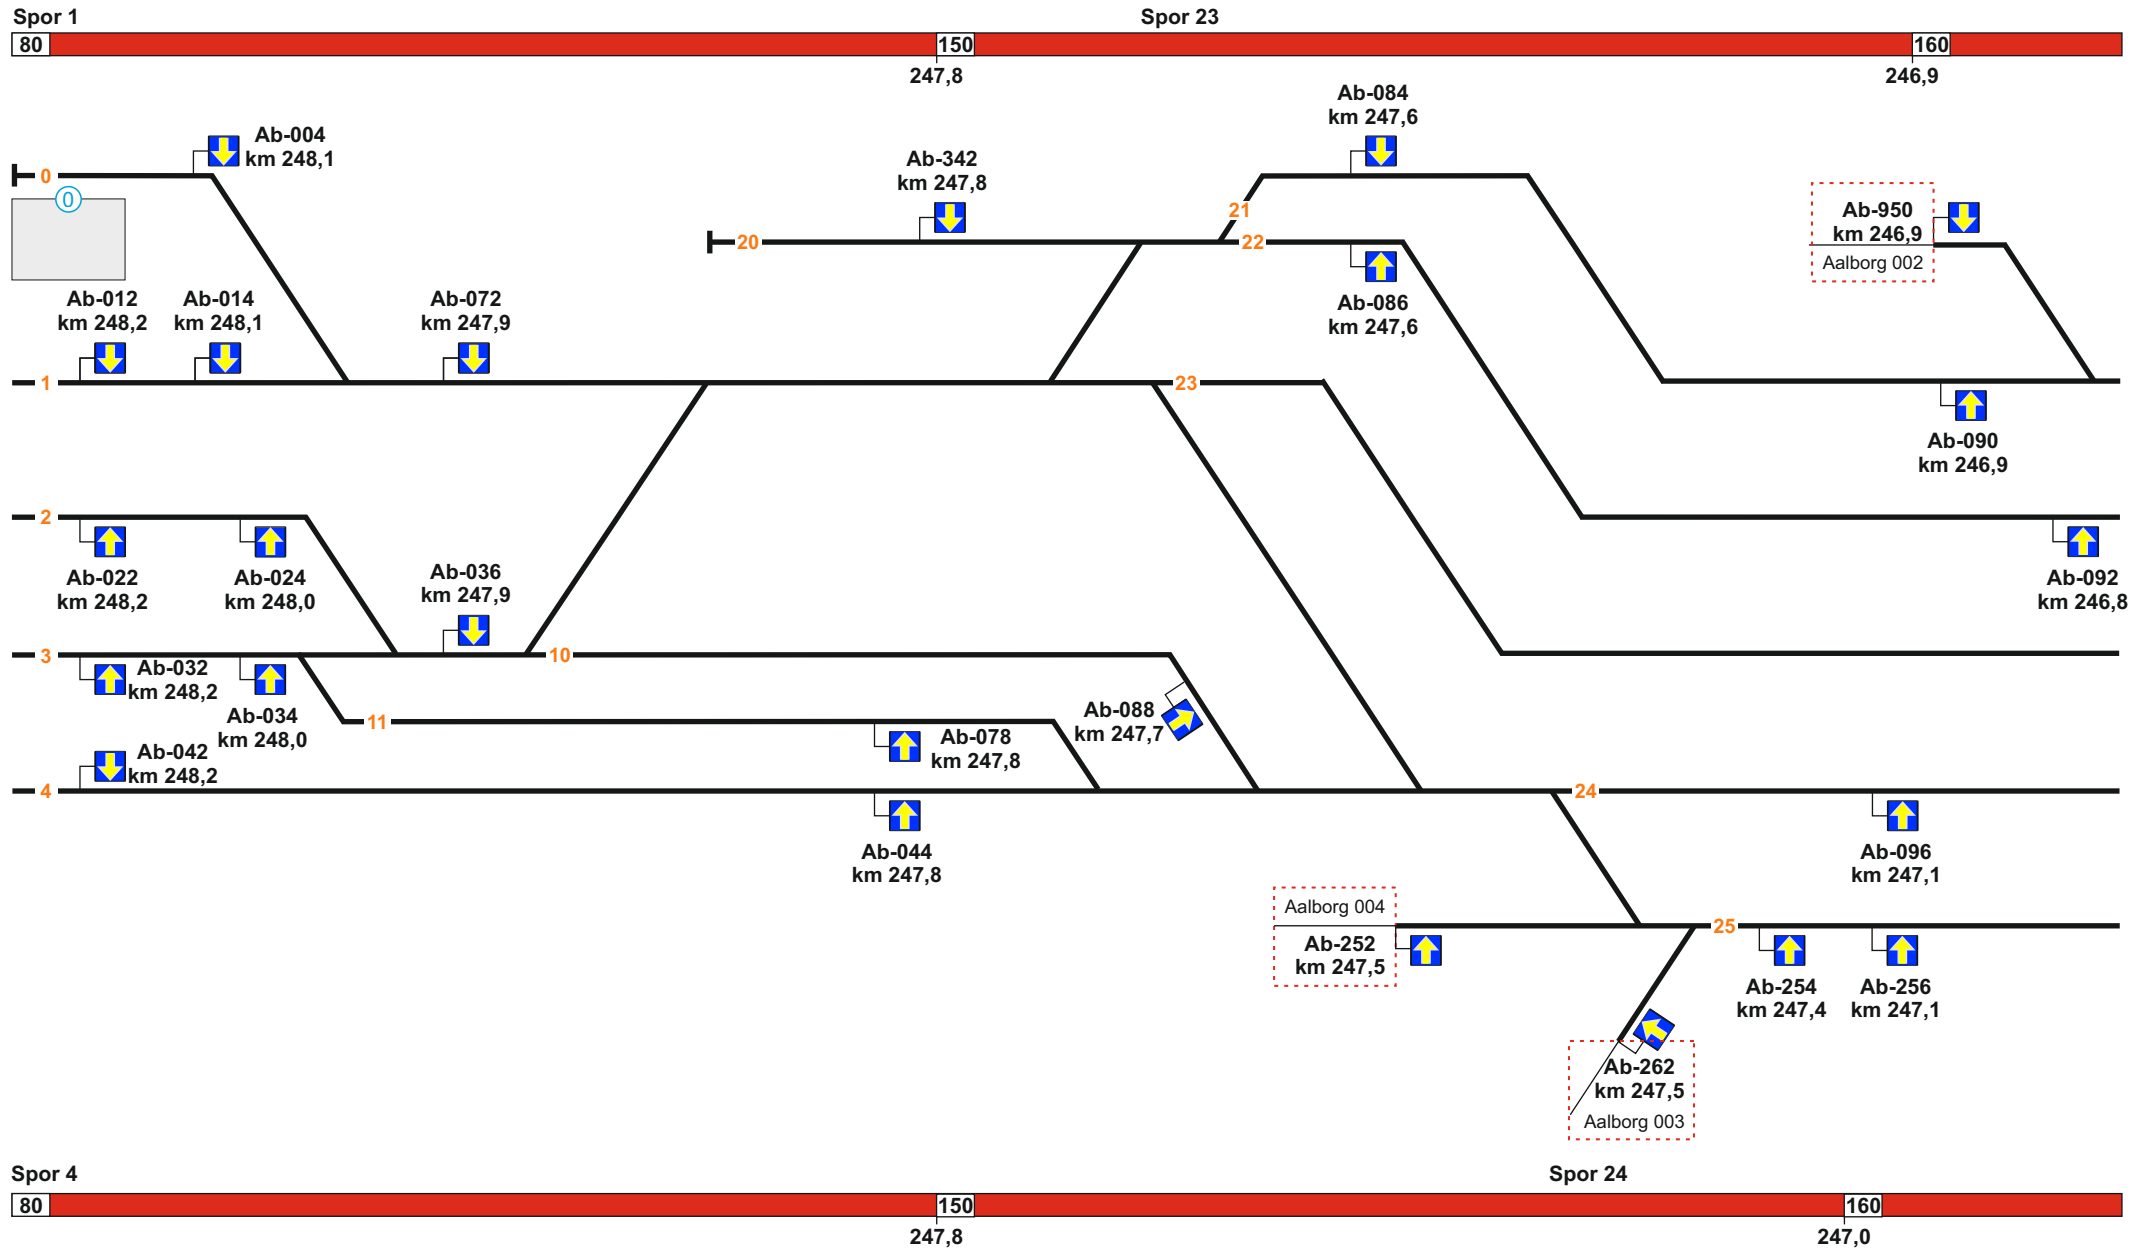 Spor 1
Spor 23
80
150
160
247,8
246,9
Ab-084
km 247,6
Ab-004
km 248,1
Ab-342
km 247,8
0
0
21
Ab-950
km 246,9
Aalborg 002
20
22
Ab-012
km 248,2
Ab-014
km 248,1
Ab-072
km 247,9
Ab-086
km 247,6
1
23
Ab-090
km 246,9
2
Ab-022
km 248,2
Ab-024
km 248,0
Ab-036
km 247,9
Ab-092
km 246,8
3
10
Ab-032
km 248,2
Ab-034
km 248,0
11
Ab-088
km 247,7
Ab-078
km 247,8
Ab-042
km 248,2
4
24
Ab-044
km 247,8
Ab-096
km 247,1
Aalborg 004
Ab-252
km 247,5
25
Ab-254
km 247,4
Ab-256
km 247,1
Ab-262
km 247,5
Aalborg 003
Spor 4
Spor 24
80
150
160
247,8
247,0